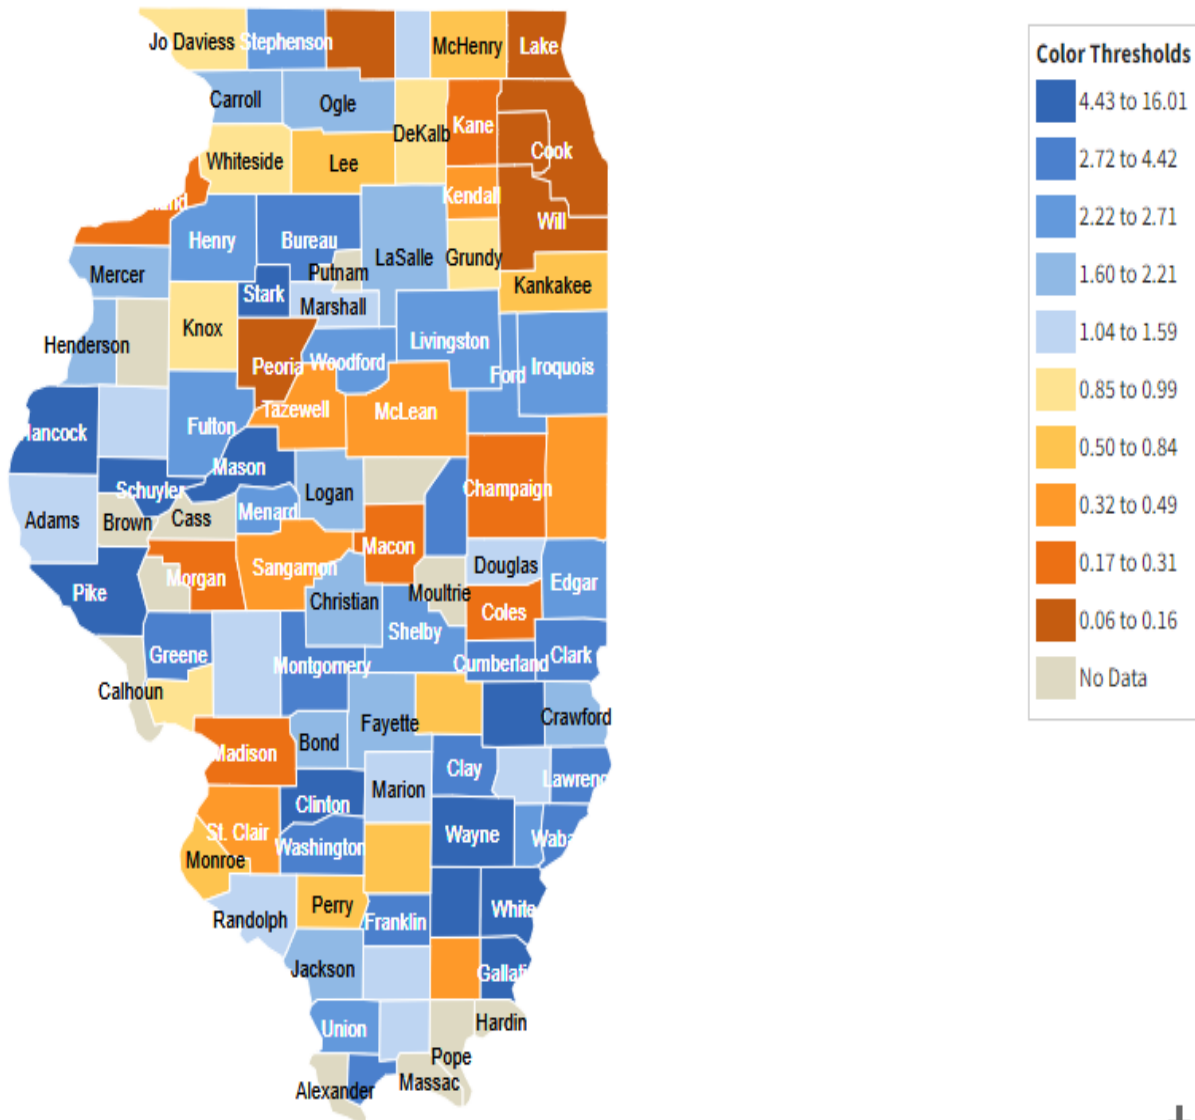 Jo Daviess
Stephenson
McHenry
Lake
Color Thresholds
4.43 to 16.01
2.72 to 4.42
2.22 to 2.71
1.60 to 2.21
1.04 to 1.59
0.85 to 0.99
0.50 to 0.84
0.32 to 0.49
0.17 to 0.31
0.06 to 0.16
No Data
Carroll
Ogle
DeKalb
Kane
Cook
Whiteside
Lee
Kendall
Will
Henry
Bureau
LaSalle
Grundy
Mercer
Putnam
Kankakee
Stark
Marshall
Knox
Henderson
Peoria
Woodford
Livingston
Ford
Iroquois
Tazewell
McLean
Hancock
Fulton
Mason
Schuyler
Logan
Champaign
Adams
Brown
Cass
Menard
Macon
Sangamon
Douglas
Morgan
Pike
Christian
Moultrie
Coles
Edgar
Shelby
Greene
Montgomery
Cumberland
Clark
Calhoun
Fayette
Crawford
Madison
Bond
Clay
Lawrenc
Marion
Clinton
St. Clair
Washington
Wayne
Waba
Monroe
Perry
Randolph
Franklin
White
Jackson
Gallati
Union
Hardin
Pope
Alexander
Massac